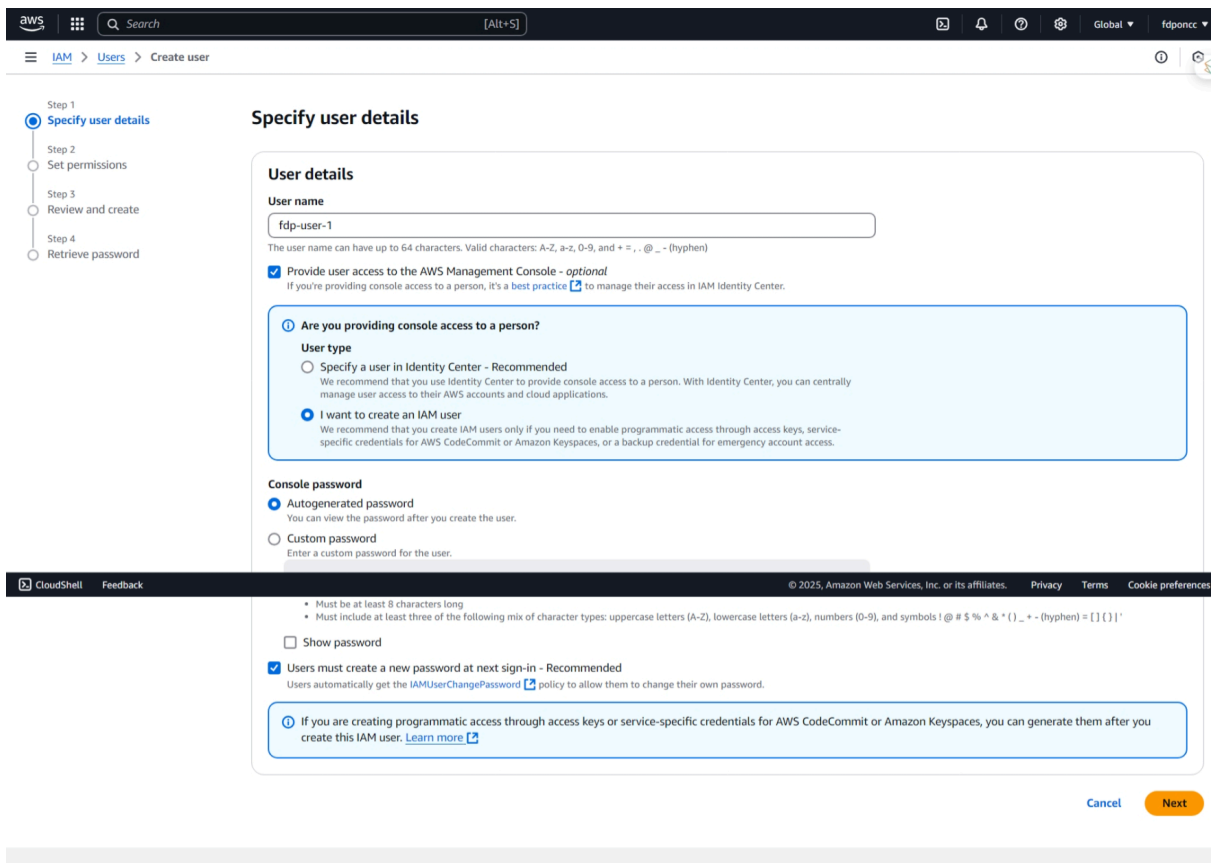 aws
Search [Alt+S]
Global ▼ fdponcc ▼
IAM > Users > Create user
Step 1
Specify user details
Step 2
Set permissions
Step 3
Review and create
Step 4
Retrieve password
Specify user details
User details
User name
fdp-user-1
The user name can have up to 64 characters. Valid characters: A-Z, a-z, 0-9, and + = , . @ _ - (hyphen)
Provide user access to the AWS Management Console - optional
If you're providing console access to a person, it's a best practice to manage their access in IAM Identity Center.
Are you providing console access to a person?
User type
Specify a user in Identity Center - Recommended
We recommend that you use Identity Center to provide console access to a person. With Identity Center, you can centrally
manage user access to their AWS accounts and cloud applications.
I want to create an IAM user
We recommend that you create IAM users only if you need to enable programmatic access through access keys, service-
specific credentials for AWS CodeCommit or Amazon Keyspaces, or a backup credential for emergency account access.
Console password
Autogenerated password
You can view the password after you create the user.
Custom password
Enter a custom password for the user.
CloudShell Feedback © 2025, Amazon Web Services, Inc. or its affiliates. Privacy Terms Cookie preferences
• Must be at least 8 characters long
• Must include at least three of the following mix of character types: uppercase letters (A-Z), lowercase letters (a-z), numbers (0-9), and symbols ! @ # $ % ^ & * ( ) _ + - (hyphen) = [ ] { } | '
Show password
Users must create a new password at next sign-in - Recommended
Users automatically get the IAMUserChangePassword policy to allow them to change their own password.
If you are creating programmatic access through access keys or service-specific credentials for AWS CodeCommit or Amazon Keyspaces, you can generate them after you
create this IAM user. Learn more
Cancel Next